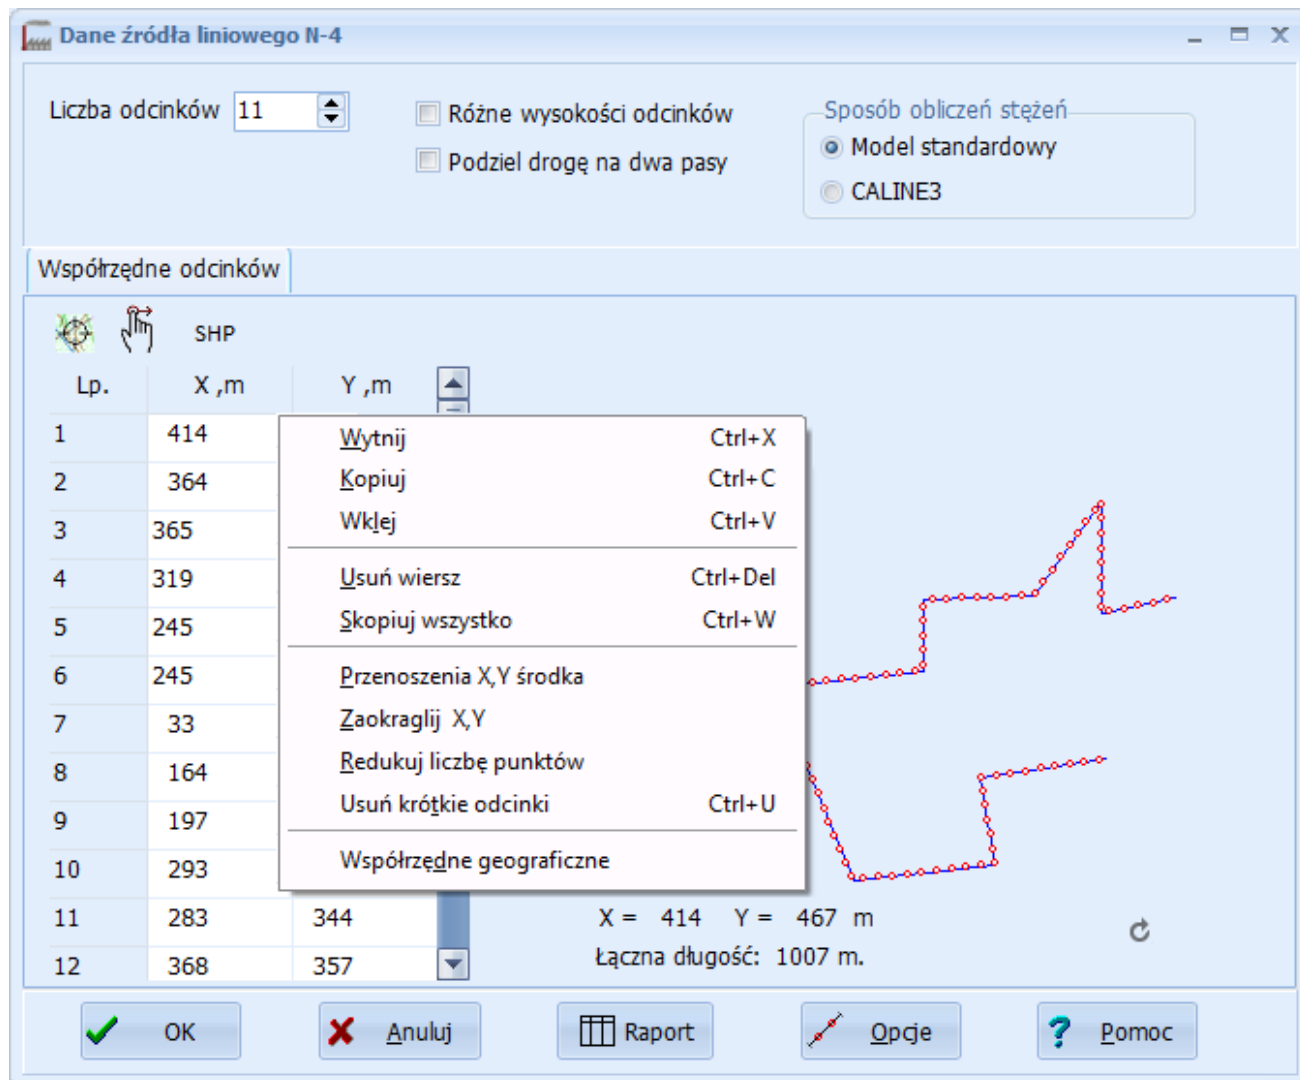 Dane źródła liniowego N-4
Liczba odcinków 11
Różne wysokości odcinków
Podziel drogę na dwa pasy
Sposób obliczeń stężeń
Model standardowy
CALINE3
Współrzędne odcinków
SHP
Lp. X ,m Y ,m
1 414
2 364
3 365
4 319
5 245
6 245
7 33
8 164
9 197
10 293
11 283 344
12 368 357
Wytnij Ctrl+X
Kopiuj Ctrl+C
Wklej Ctrl+V
Usuń wiersz Ctrl+Del
Skopiuj wszystko Ctrl+W
Przenoszenia X,Y środka
Zaokraglij X,Y
Redukuj liczbę punktów
Usuń krótkie odcinki Ctrl+U
Współrzędne geograficzne
X = 414 Y = 467 m
Łączna długość: 1007 m.
OK Anuluj Raport Opcje Pomoc